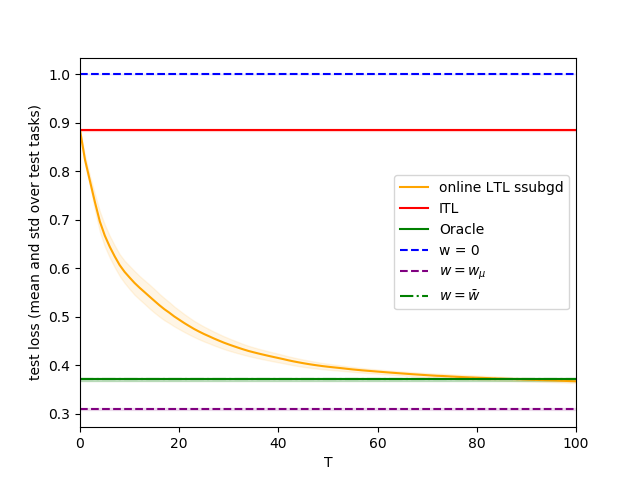 1.0
0.9
0.8
0.7
0.6
0.5
0.4
0.3
test loss (mean and std over test tasks)
online LTL ssubgd
ITL
Oracle
w = 0
w = w_μ
w = w̄
0 20 40 60 80 100
T